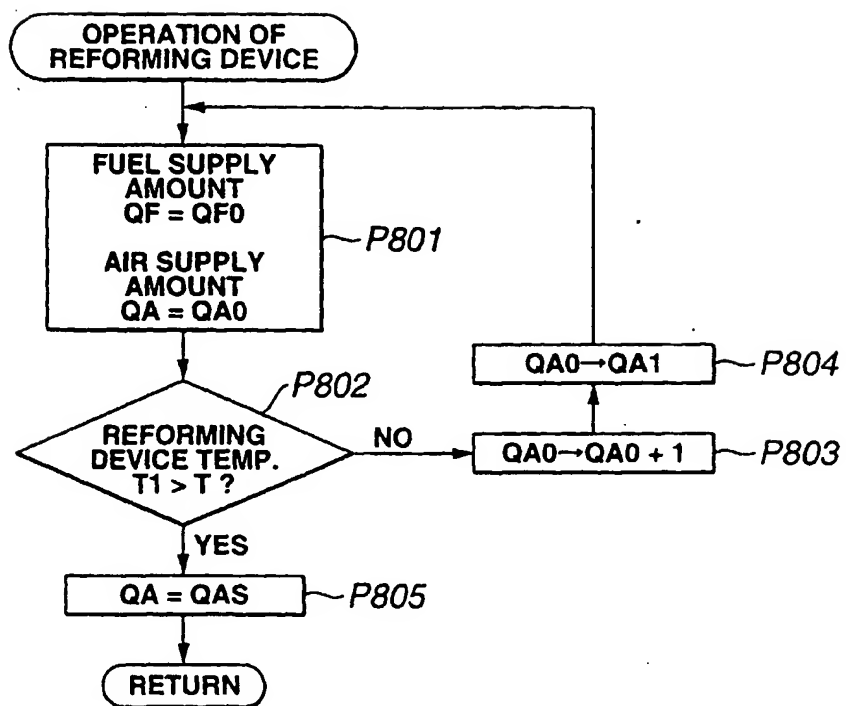 OPERATION OF
REFORMING DEVICE
FUEL SUPPLY
AMOUNT
QF = QF0
AIR SUPPLY
AMOUNT
QA = QA0
P801
P802
REFORMING
DEVICE TEMP.
T1 > T ?
NO
YES
QA0→QA0 + 1
P803
QA0→QA1
P804
QA = QAS
P805
RETURN